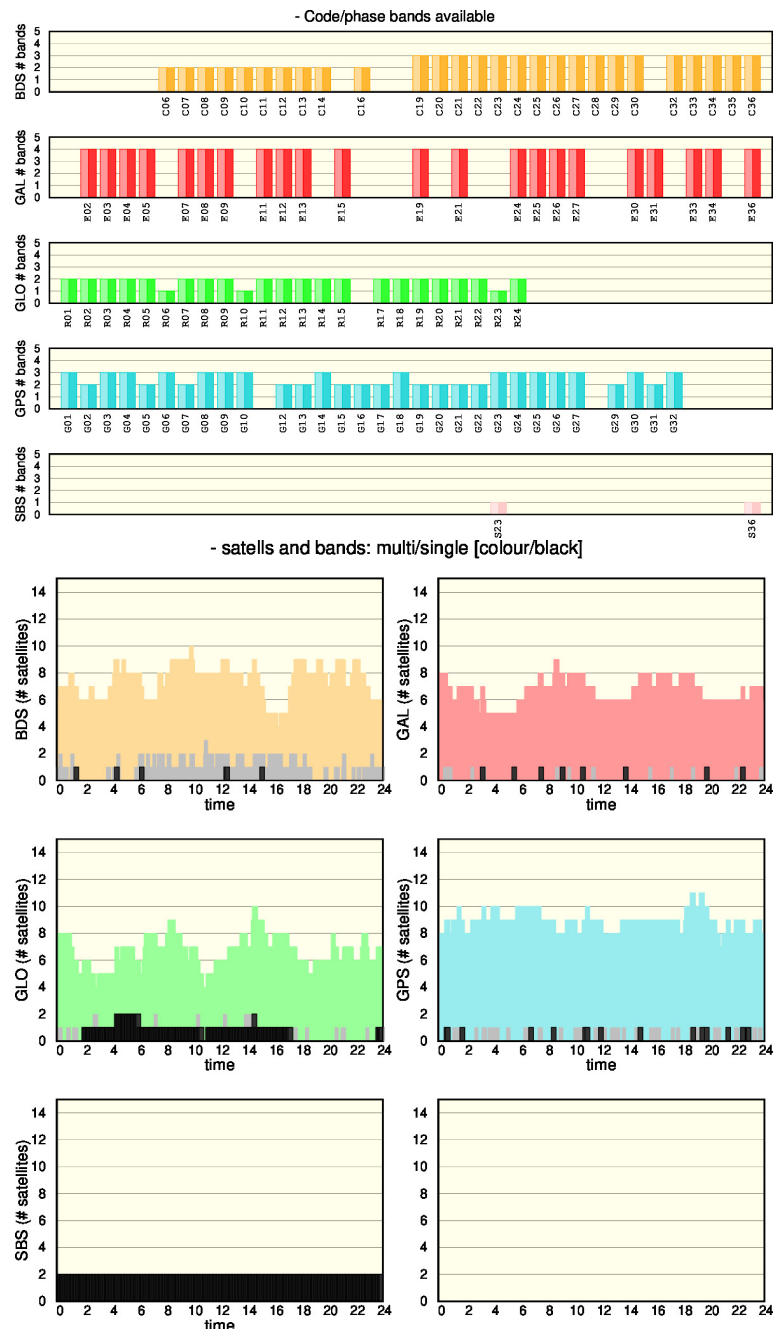 - Code/phase bands available
BDS # bands
5
4
3
2
1
0
C06 C07 C08 C09 C10 C11 C12 C13 C14 C16 C19 C20 C21 C22 C23 C24 C25 C26 C27 C28 C29 C30 C32 C33 C34 C35 C36
GAL # bands
5
4
3
2
1
0
E02 E03 E04 E05 E07 E08 E09 E11 E12 E13 E15 E19 E21 E24 E25 E26 E27 E30 E31 E33 E34 E36
GLO # bands
5
4
3
2
1
0
R01 R02 R03 R04 R05 R06 R07 R08 R09 R10 R11 R12 R13 R14 R15 R17 R18 R19 R20 R21 R22 R23 R24
GPS # bands
5
4
3
2
1
0
G01 G02 G03 G04 G05 G06 G07 G08 G09 G10 G12 G13 G14 G15 G16 G17 G18 G19 G20 G21 G22 G23 G24 G25 G26 G27 G29 G30 G31 G32
SBS # bands
5
4
3
2
1
0
S23 S36
- satells and bands: multi/single [colour/black]
BDS (# satellites)
14
12
10
8
6
4
2
0
0 2 4 6 8 10 12 14 16 18 20 22 24
time
GAL (# satellites)
14
12
10
8
6
4
2
0
0 2 4 6 8 10 12 14 16 18 20 22 24
time
GLO (# satellites)
14
12
10
8
6
4
2
0
0 2 4 6 8 10 12 14 16 18 20 22 24
time
GPS (# satellites)
14
12
10
8
6
4
2
0
0 2 4 6 8 10 12 14 16 18 20 22 24
time
SBS (# satellites)
14
12
10
8
6
4
2
0
0 2 4 6 8 10 12 14 16 18 20 22 24
time
14
12
10
8
6
4
2
0
0 2 4 6 8 10 12 14 16 18 20 22 24